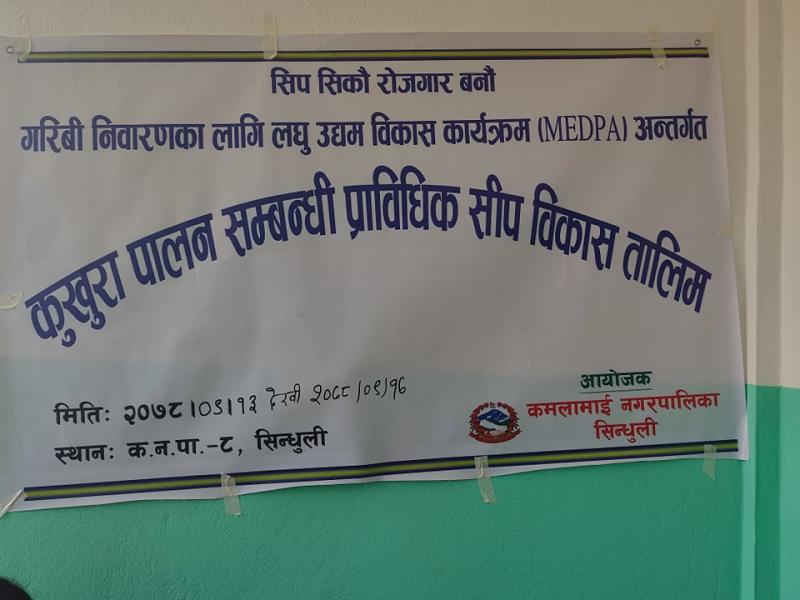 सिप सिकौ रोजगार बनौं
गरिबी निवारणका लागि लघु उद्यम विकास कार्यक्रम (MEDPA) अन्तर्गत
कुखुरा पालन सम्बन्धी प्राविधिक सीप विकास तालिम
मितिः २०७८।०९।१३ देखी २०७८/०९/१६
स्थानः क.न.पा.-८, सिन्धुली
आयोजक
कमलामाई नगरपालिका
सिन्धुली